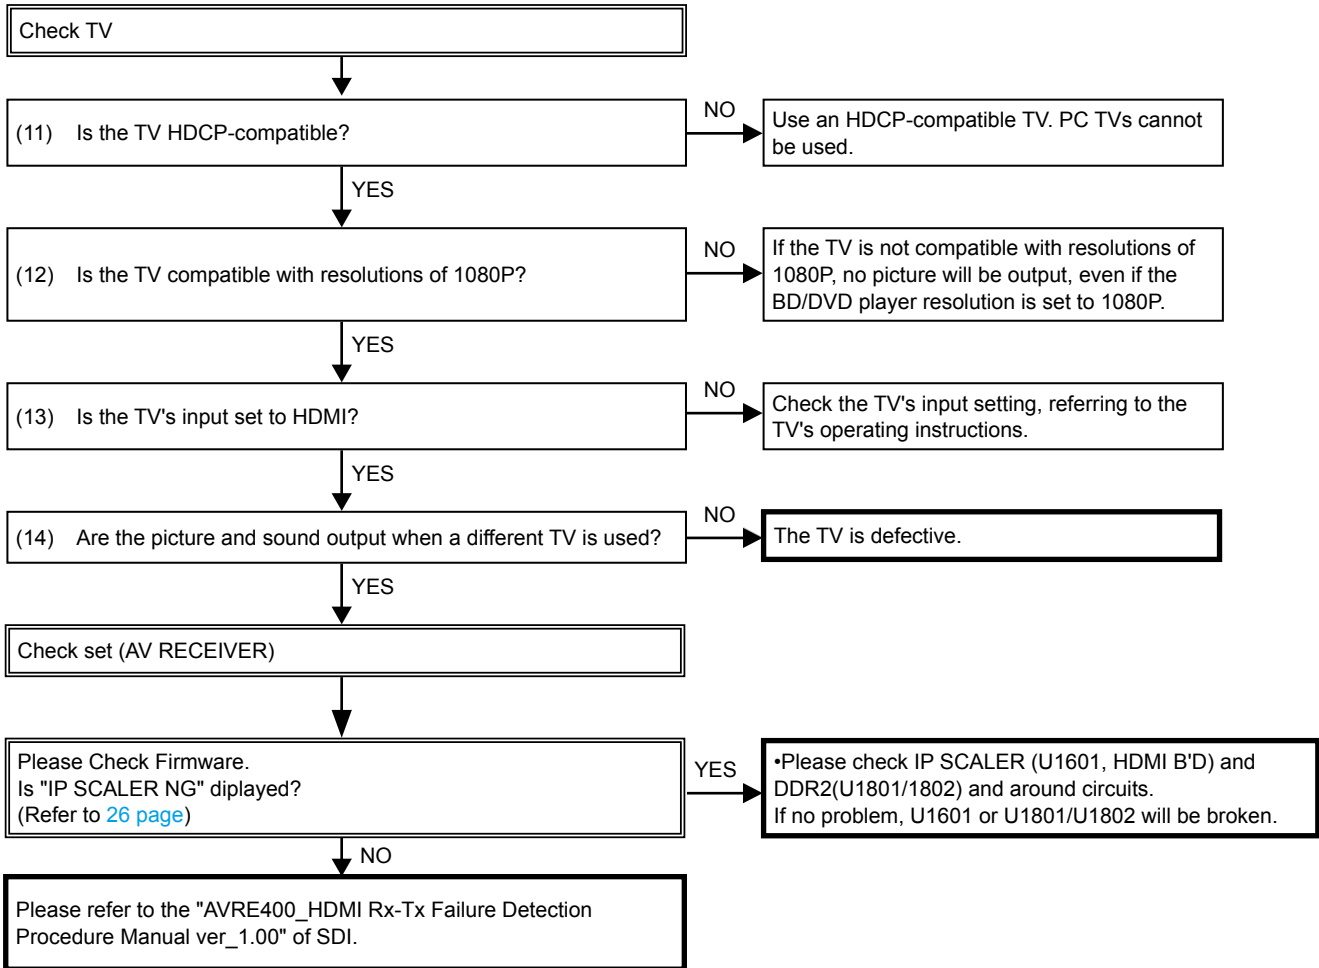 Check TV
(11) Is the TV HDCP-compatible?
NO
Use an HDCP-compatible TV. PC TVs cannot
be used.
YES
(12) Is the TV compatible with resolutions of 1080P?
NO
If the TV is not compatible with resolutions of
1080P, no picture will be output, even if the
BD/DVD player resolution is set to 1080P.
YES
(13) Is the TV's input set to HDMI?
NO
Check the TV's input setting, referring to the
TV's operating instructions.
YES
(14) Are the picture and sound output when a different TV is used?
NO
The TV is defective.
YES
Check set (AV RECEIVER)
Please Check Firmware.
Is "IP SCALER NG" diplayed?
(Refer to 26 page)
YES
•Please check IP SCALER (U1601, HDMI B'D) and
DDR2(U1801/1802) and around circuits.
If no problem, U1601 or U1801/U1802 will be broken.
NO
Please refer to the "AVRE400_HDMI Rx-Tx Failure Detection
Procedure Manual ver_1.00" of SDI.